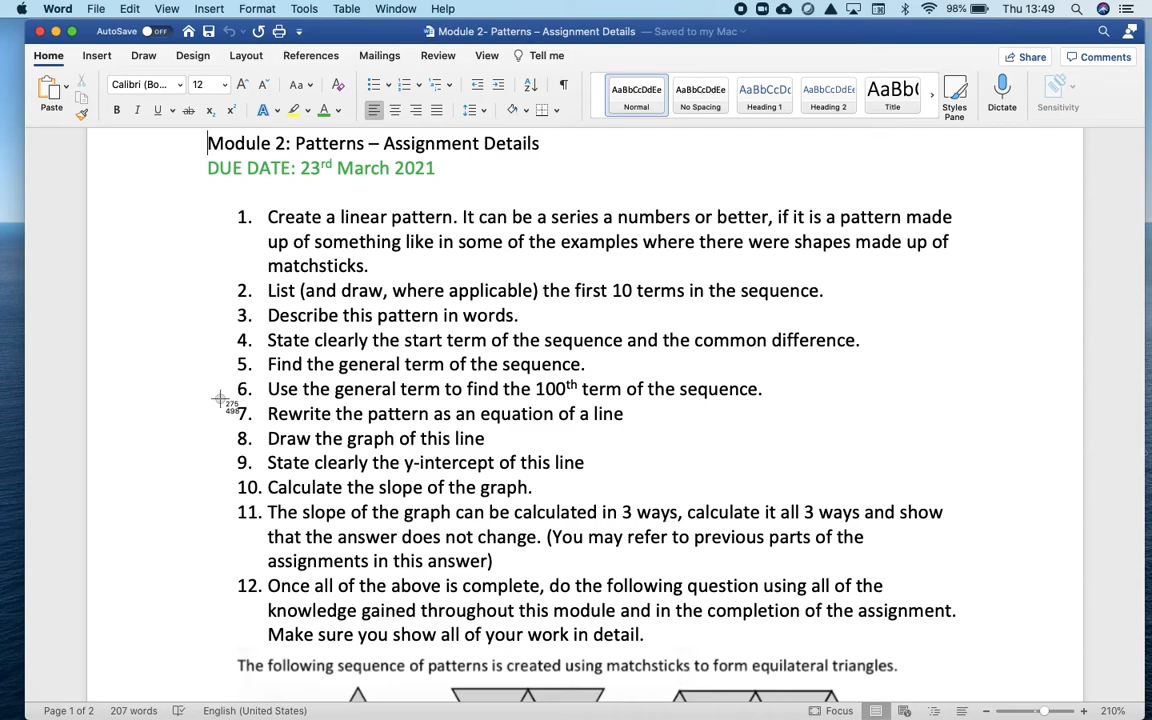 Word File Edit View Insert Format Tools Table Window Help 98% Thu 13:49
AutoSave OFF Module 2- Patterns – Assignment Details — Saved to my Mac
Home Insert Draw Design Layout References Mailings Review View Tell me Share Comments
Paste Calibri (Bo... 12 A A Aa A AaBbCcDdEe AaBbCcDdEe AaBbCcDc AaBbCcDdEe AaBb( Styles Pane Dictate Sensitivity
B I U ab x₂ x² A A Normal No Spacing Heading 1 Heading 2 Title
Module 2: Patterns – Assignment Details
DUE DATE: 23rd March 2021
1. Create a linear pattern. It can be a series a numbers or better, if it is a pattern made
up of something like in some of the examples where there were shapes made up of
matchsticks.
2. List (and draw, where applicable) the first 10 terms in the sequence.
3. Describe this pattern in words.
4. State clearly the start term of the sequence and the common difference.
5. Find the general term of the sequence.
6. Use the general term to find the 100th term of the sequence.
275
498
7. Rewrite the pattern as an equation of a line
8. Draw the graph of this line
9. State clearly the y-intercept of this line
10. Calculate the slope of the graph.
11. The slope of the graph can be calculated in 3 ways, calculate it all 3 ways and show
that the answer does not change. (You may refer to previous parts of the
assignments in this answer)
12. Once all of the above is complete, do the following question using all of the
knowledge gained throughout this module and in the completion of the assignment.
Make sure you show all of your work in detail.
The following sequence of patterns is created using matchsticks to form equilateral triangles.
Page 1 of 2 207 words English (United States) Focus 210%